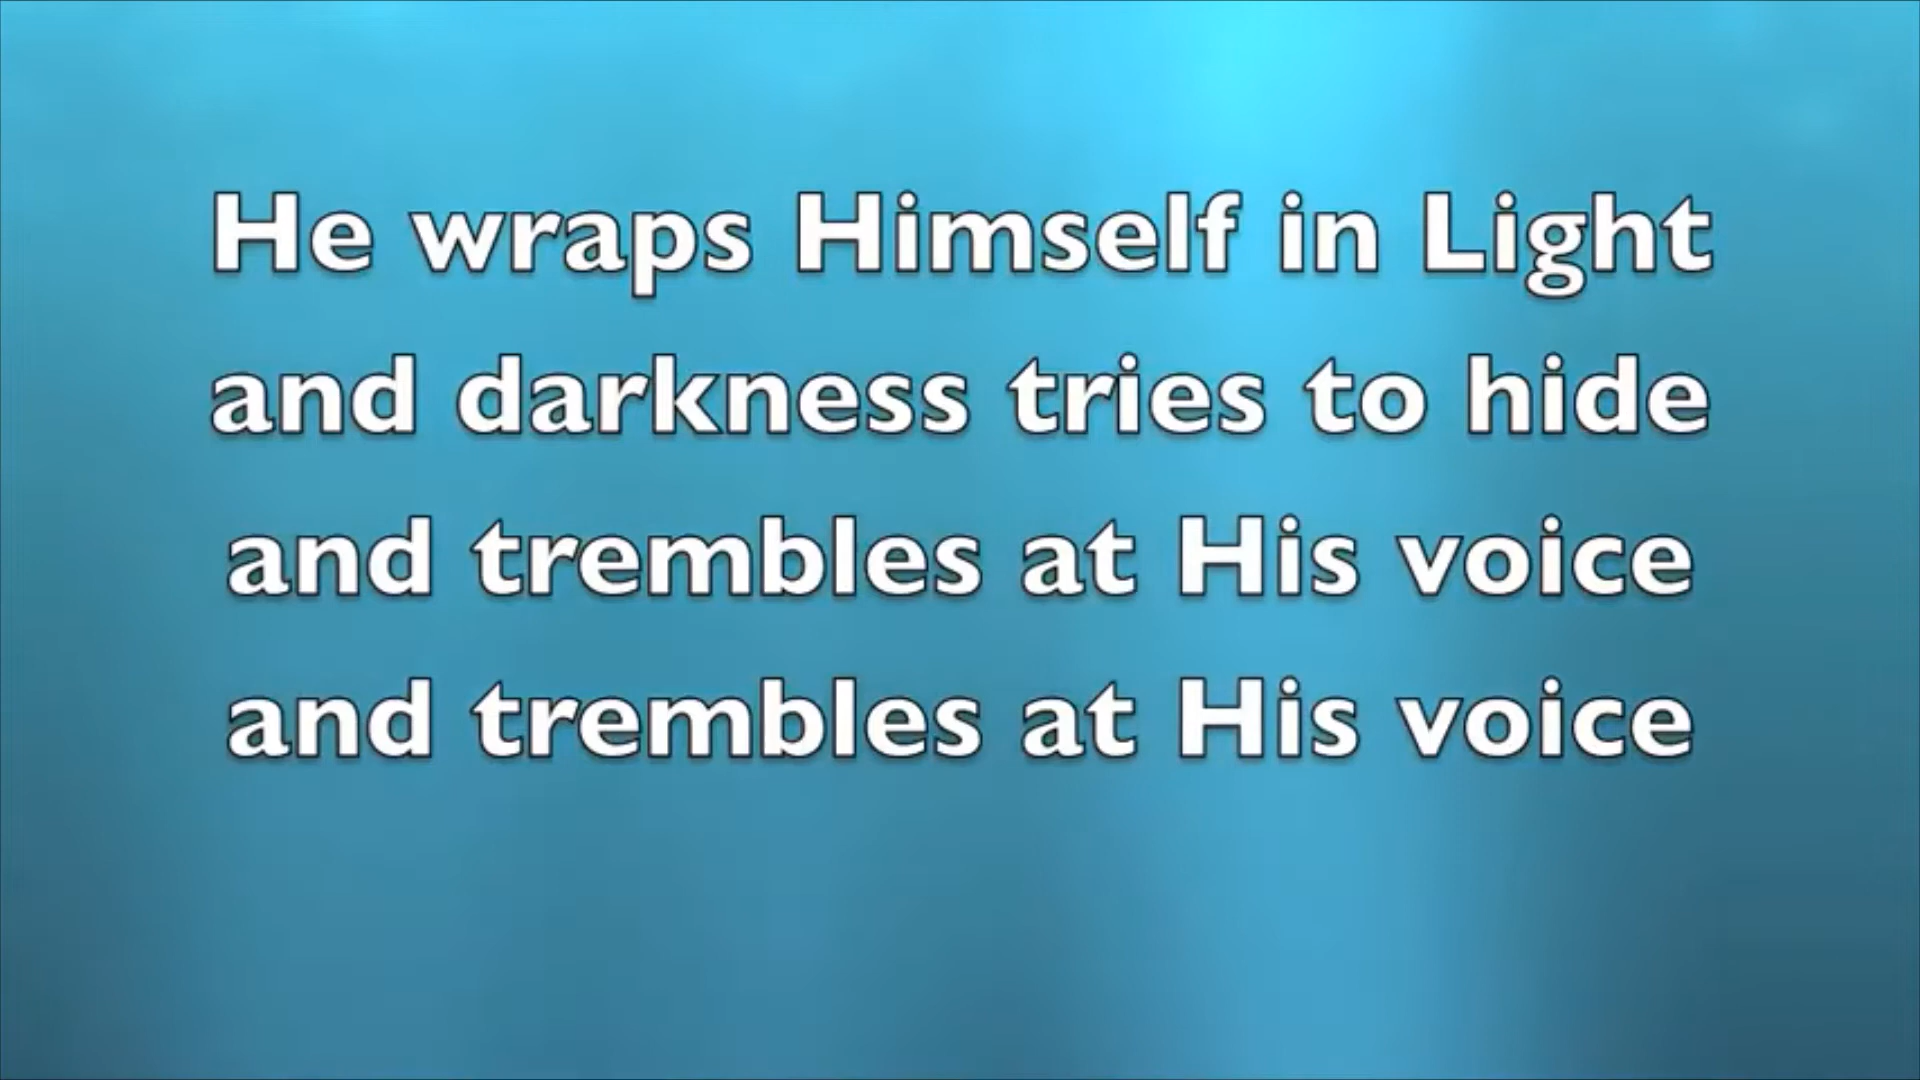 He wraps Himself in Light
and darkness tries to hide
and trembles at His voice
and trembles at His voice